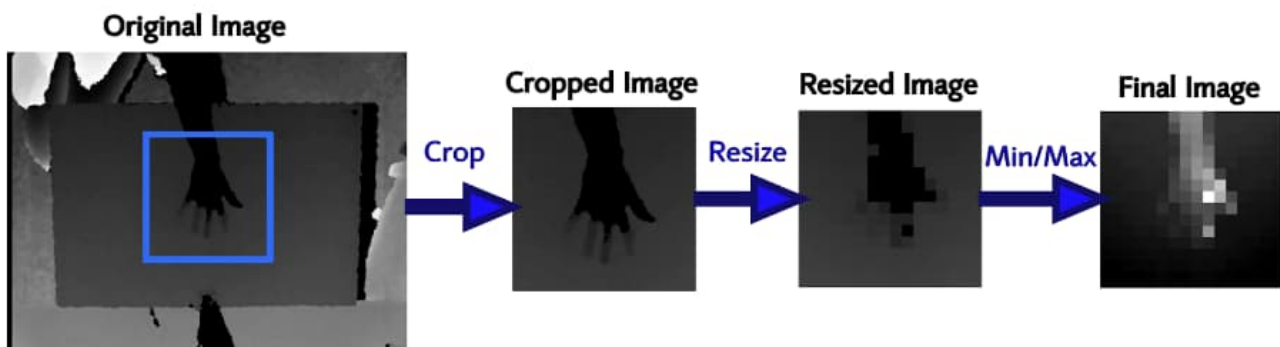 Original Image
Cropped Image
Resized Image
Final Image
Crop
Resize
Min/Max